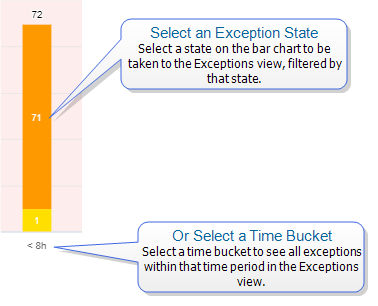 72
Select an Exception State
Select a state on the bar chart to be
taken to the Exceptions view, filtered by
that state.
71
1
< 8h
Or Select a Time Bucket
Select a time bucket to see all exceptions
within that time period in the Exceptions
view.